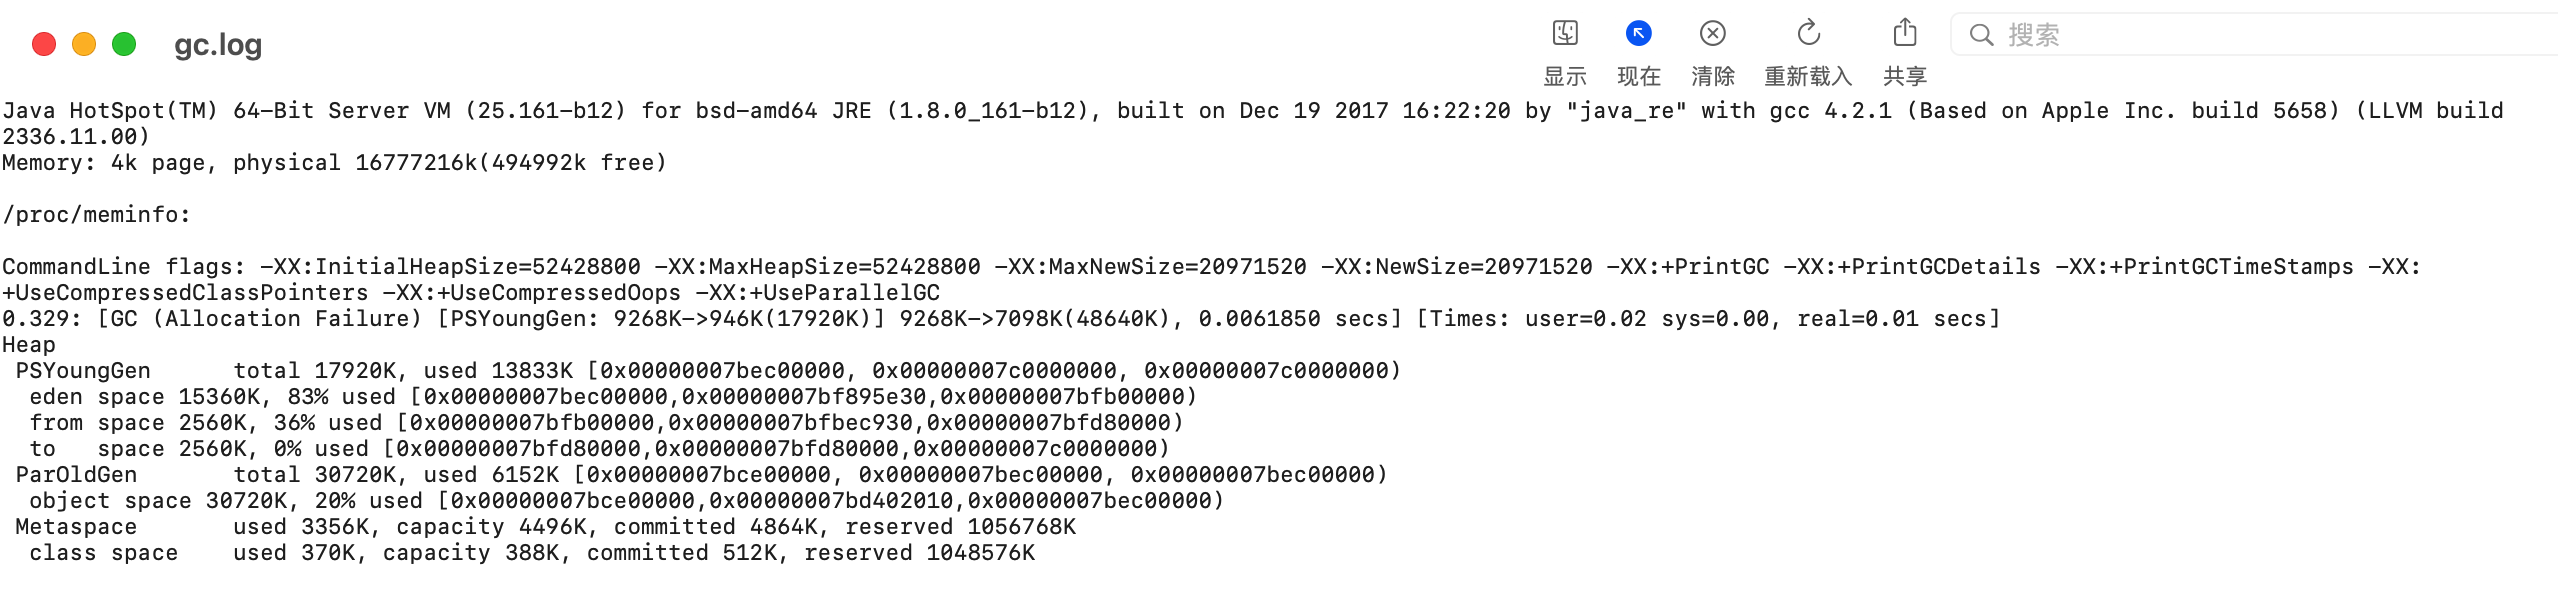 gc.log
显示
现在
清除
重新载入
共享
搜索
Java HotSpot(TM) 64-Bit Server VM (25.161-b12) for bsd-amd64 JRE (1.8.0_161-b12), built on Dec 19 2017 16:22:20 by "java_re" with gcc 4.2.1 (Based on Apple Inc. build 5658) (LLVM build
2336.11.00)
Memory: 4k page, physical 16777216k(494992k free)
/proc/meminfo:
CommandLine flags: -XX:InitialHeapSize=52428800 -XX:MaxHeapSize=52428800 -XX:MaxNewSize=20971520 -XX:NewSize=20971520 -XX:+PrintGC -XX:+PrintGCDetails -XX:+PrintGCTimeStamps -XX:
+UseCompressedClassPointers -XX:+UseCompressedOops -XX:+UseParallelGC
0.329: [GC (Allocation Failure) [PSYoungGen: 9268K->946K(17920K)] 9268K->7098K(48640K), 0.0061850 secs] [Times: user=0.02 sys=0.00, real=0.01 secs]
Heap
 PSYoungGen      total 17920K, used 13833K [0x00000007bec00000, 0x00000007c0000000, 0x00000007c0000000)
  eden space 15360K, 83% used [0x00000007bec00000,0x00000007bf895e30,0x00000007bfb00000)
  from space 2560K, 36% used [0x00000007bfb00000,0x00000007bfbec930,0x00000007bfd80000)
  to   space 2560K, 0% used [0x00000007bfd80000,0x00000007bfd80000,0x00000007c0000000)
 ParOldGen       total 30720K, used 6152K [0x00000007bce00000, 0x00000007bec00000, 0x00000007bec00000)
  object space 30720K, 20% used [0x00000007bce00000,0x00000007bd402010,0x00000007bec00000)
 Metaspace       used 3356K, capacity 4496K, committed 4864K, reserved 1056768K
  class space    used 370K, capacity 388K, committed 512K, reserved 1048576K